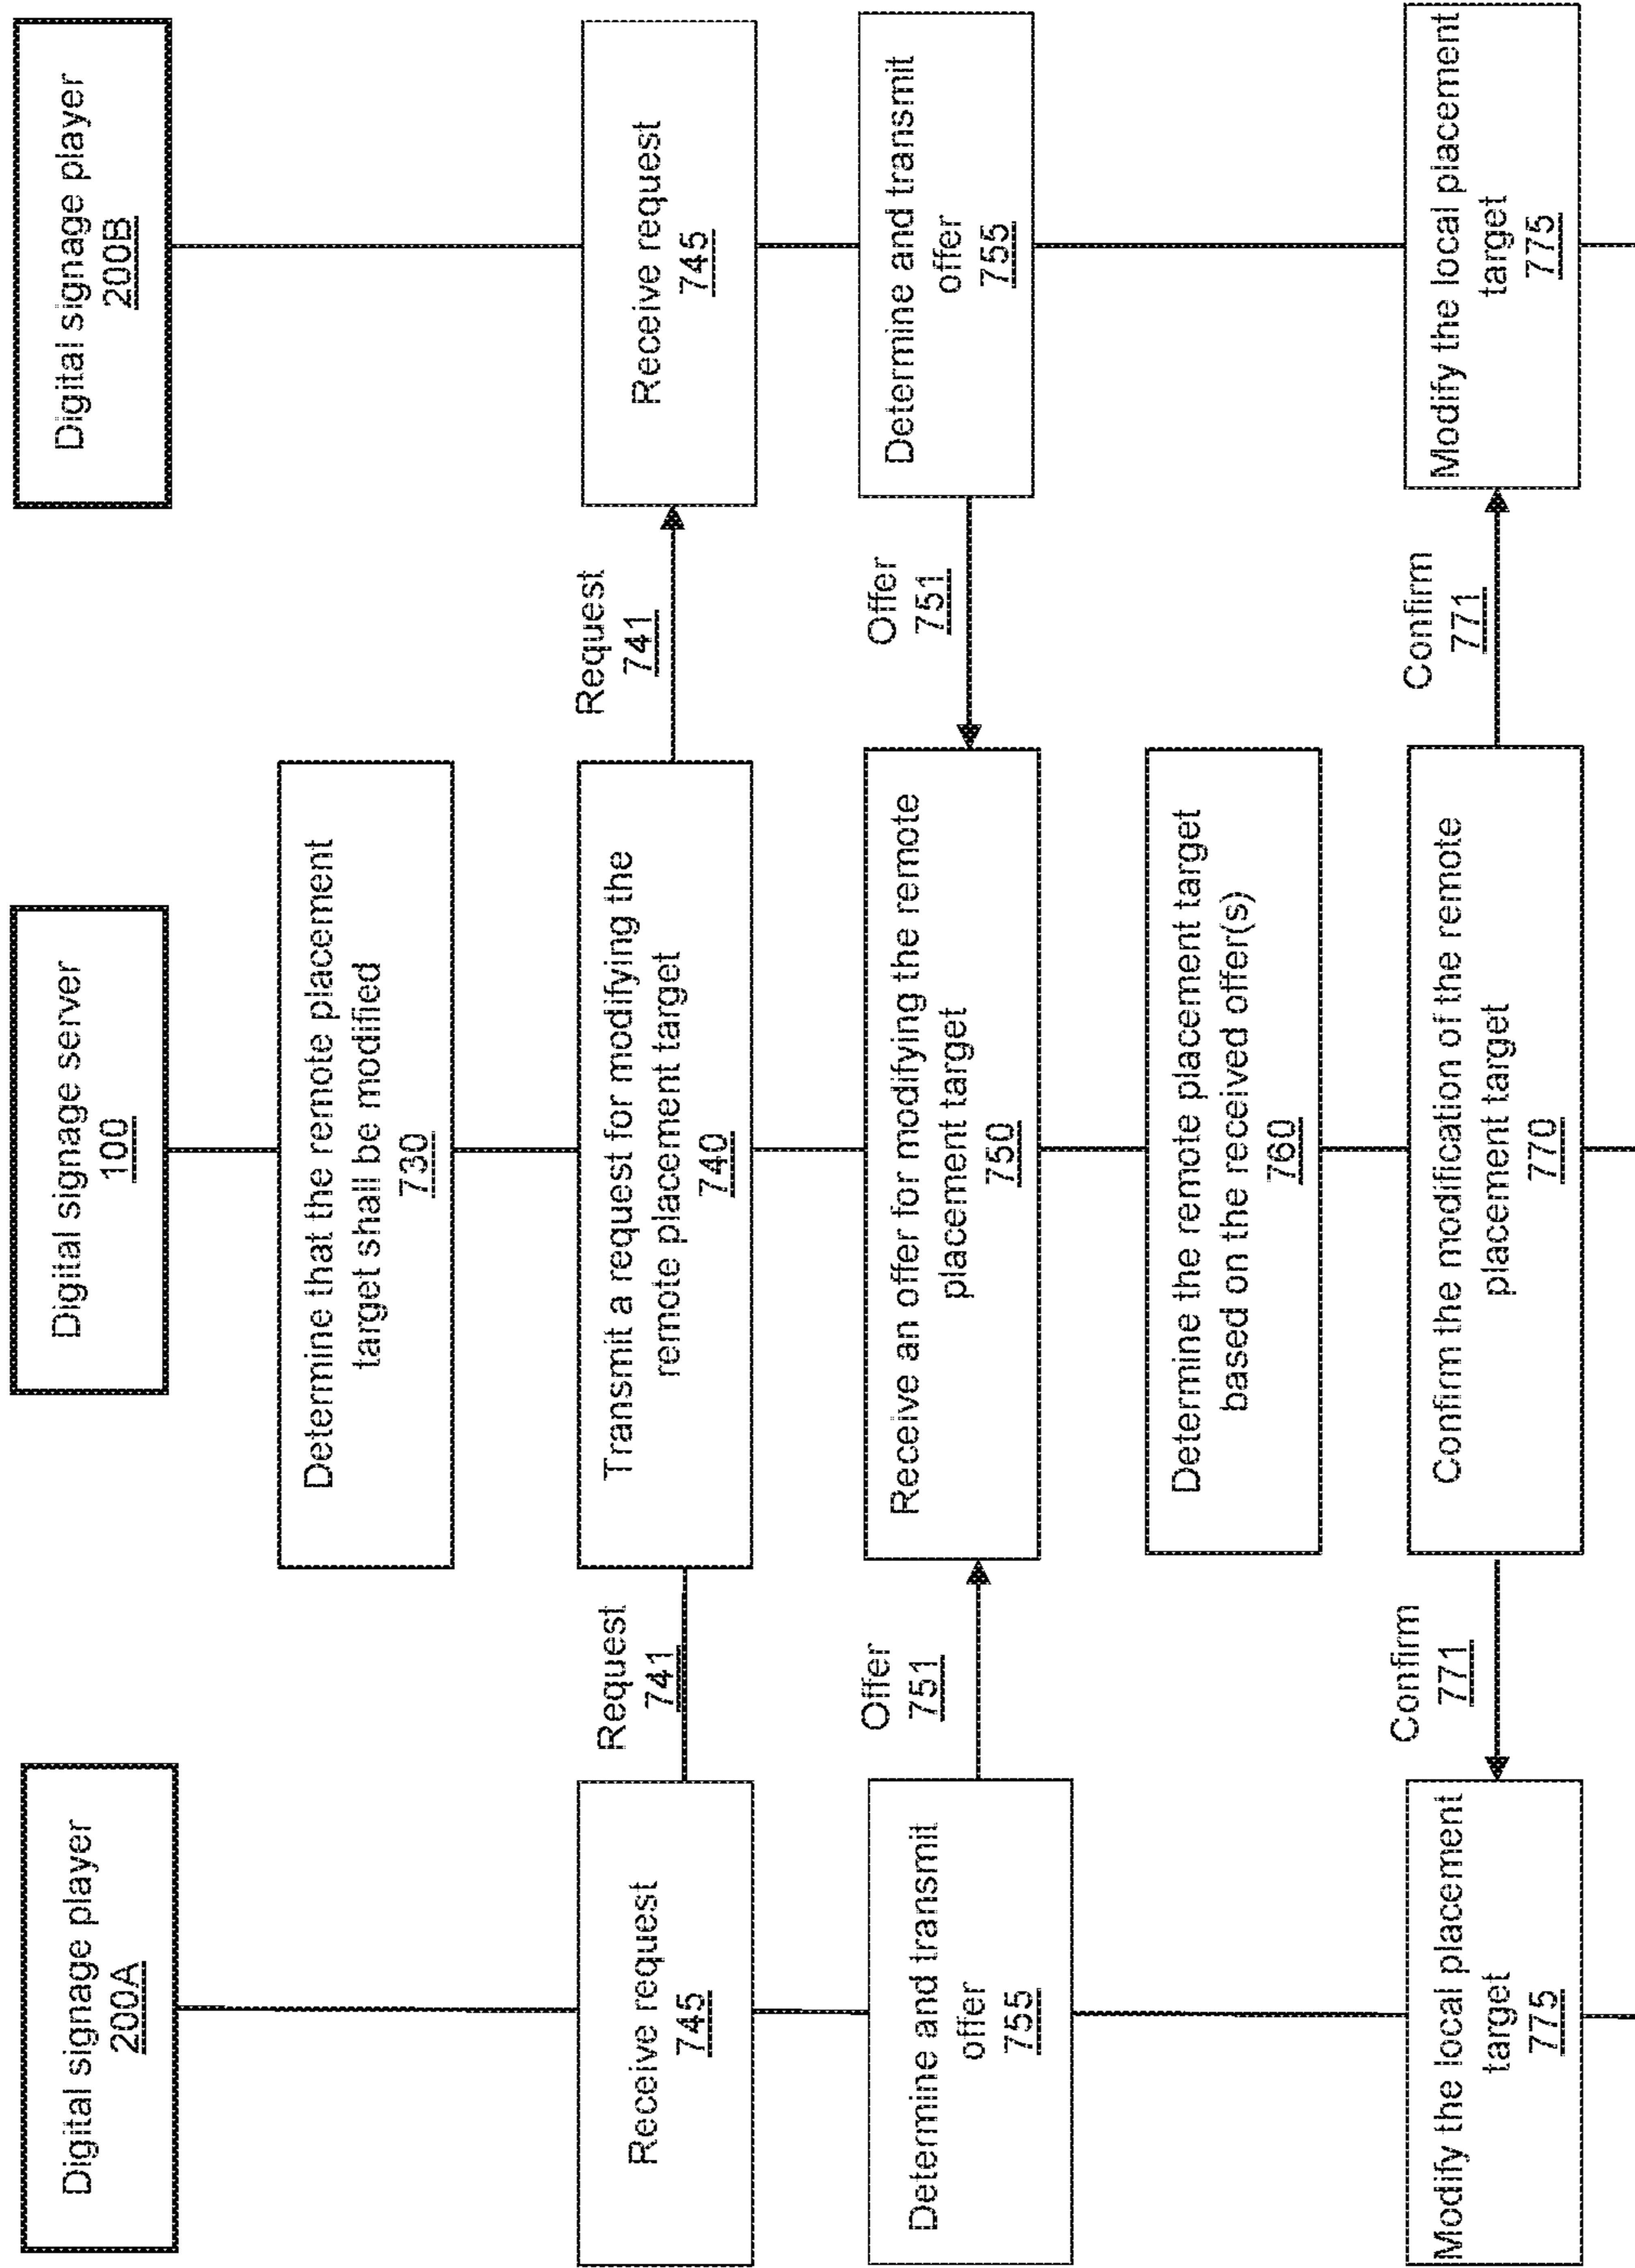 Digital signage player
200A
Digital signage server
100
Digital signage player
200B
Determine that the remote placement
target shall be modified
730
Receive request
745
Request
741
Transmit a request for modifying the
remote placement target
740
Request
741
Receive request
745
Determine and transmit
offer
755
Offer
751
Receive an offer for modifying the remote
placement target
750
Offer
751
Determine and transmit
offer
755
Determine the remote placement target
based on the received offer(s)
760
Modify the local placement
target
775
Confirm
771
Confirm the modification of the remote
placement target
770
Confirm
771
Modify the local placement
target
775